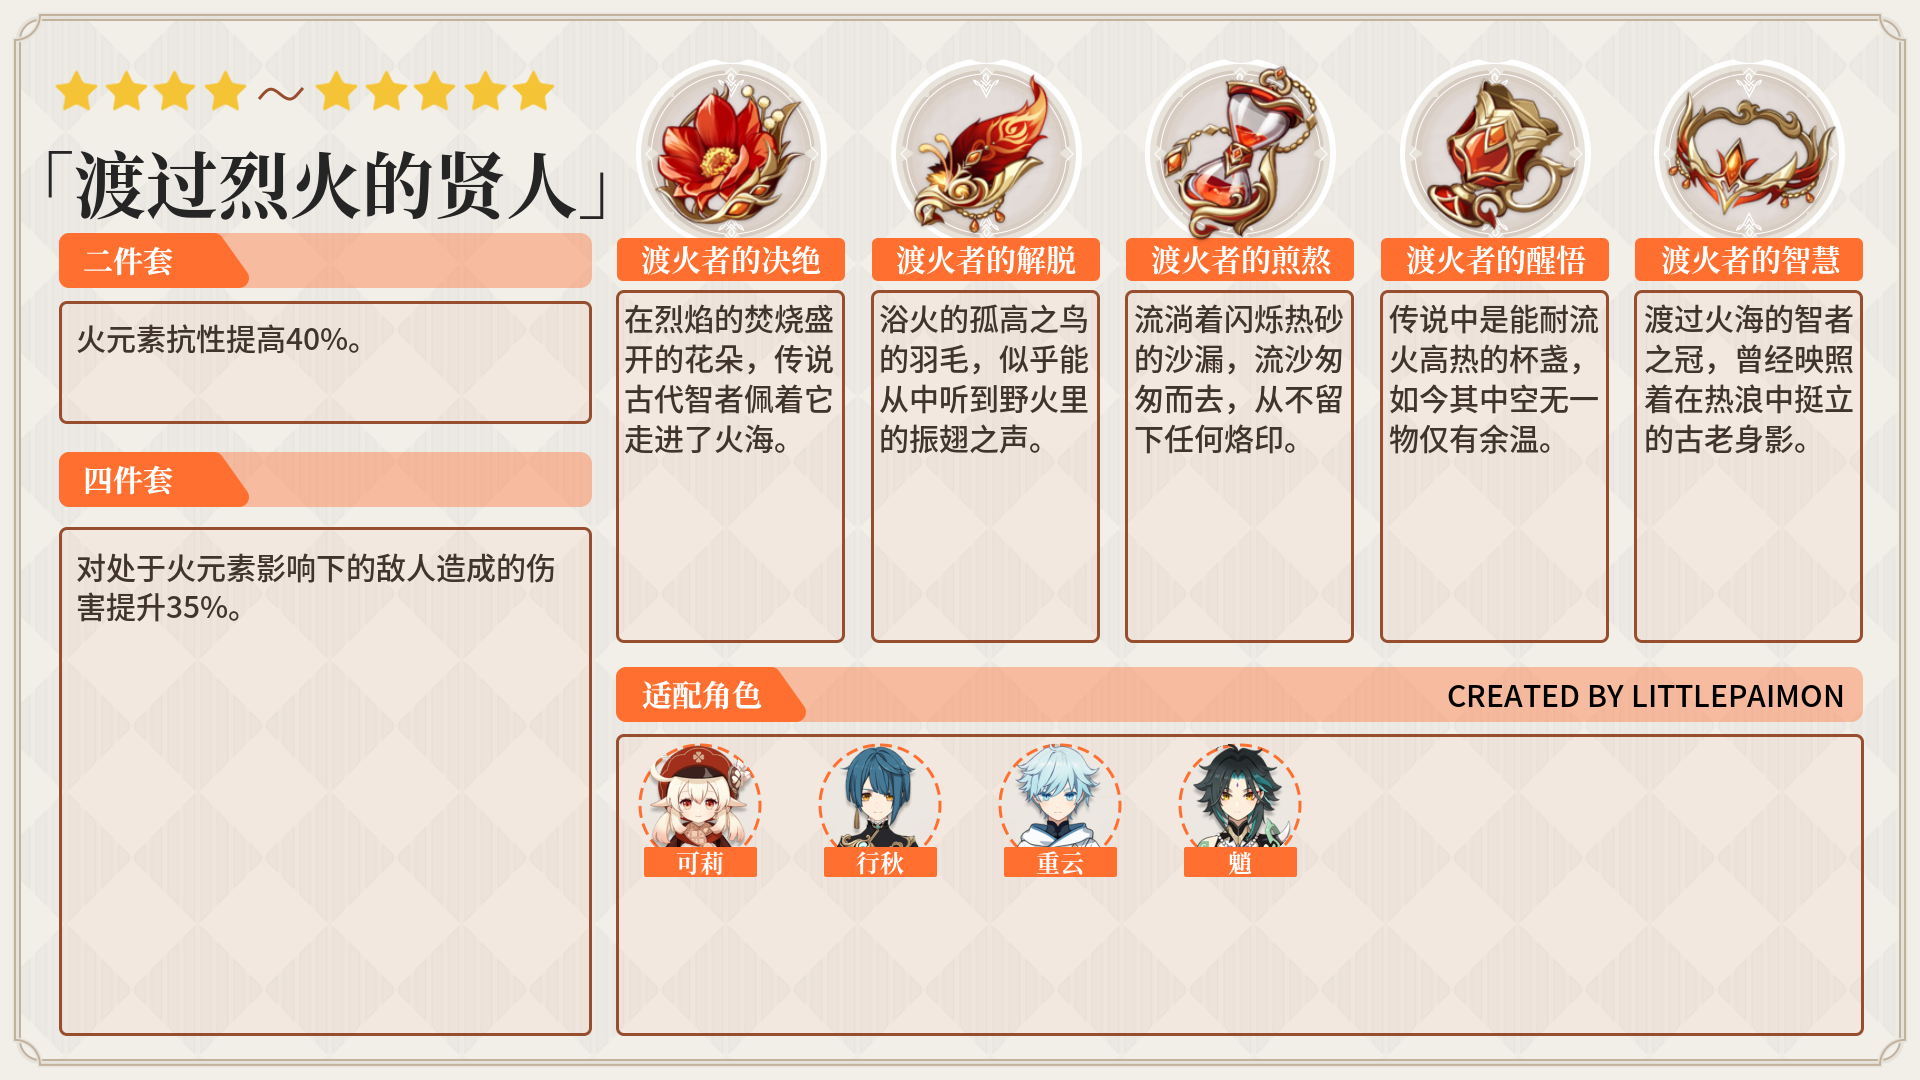 「渡过烈火的贤人」
二件套
火元素抗性提高40%。
四件套
对处于火元素影响下的敌人造成的伤
害提升35%。
渡火者的决绝
在烈焰的焚烧盛
开的花朵，传说
古代智者佩着它
走进了火海。
渡火者的解脱
浴火的孤高之鸟
的羽毛，似乎能
从中听到野火里
的振翅之声。
渡火者的煎熬
流淌着闪烁热砂
的沙漏，流沙匆
匆而去，从不留
下任何烙印。
渡火者的醒悟
传说中是能耐流
火高热的杯盏，
如今其中空无一
物仅有余温。
渡火者的智慧
渡过火海的智者
之冠，曾经映照
着在热浪中挺立
的古老身影。
适配角色
CREATED BY LITTLEPAIMON
可莉
行秋
重云
魈